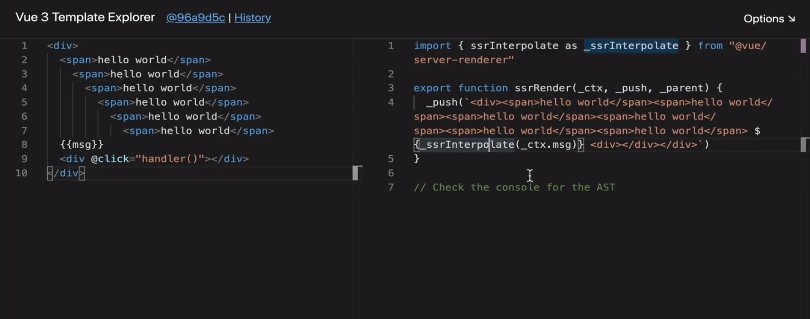 Vue 3 Template Explorer @96a9d5c | History
Options ↘
1 <div>
2 <span>hello world</span>
3 <span>hello world</span>
4 <span>hello world</span>
5 <span>hello world</span>
6 <span>hello world</span>
7 <span>hello world</span>
8 {{msg}}
9 <div @click="handler()"></div>
10 </div>
1 import { ssrInterpolate as _ssrInterpolate } from "@vue/
server-renderer"
2
3 export function ssrRender(_ctx, _push, _parent) {
4 _push(`<div><span>hello world</span><span>hello world</
span><span>hello world</span><span>hello world</
span><span>hello world</span><span>hello world</span> $
{_ssrInterpolate(_ctx.msg)} <div></div></div>`)
5 }
6
7 // Check the console for the AST